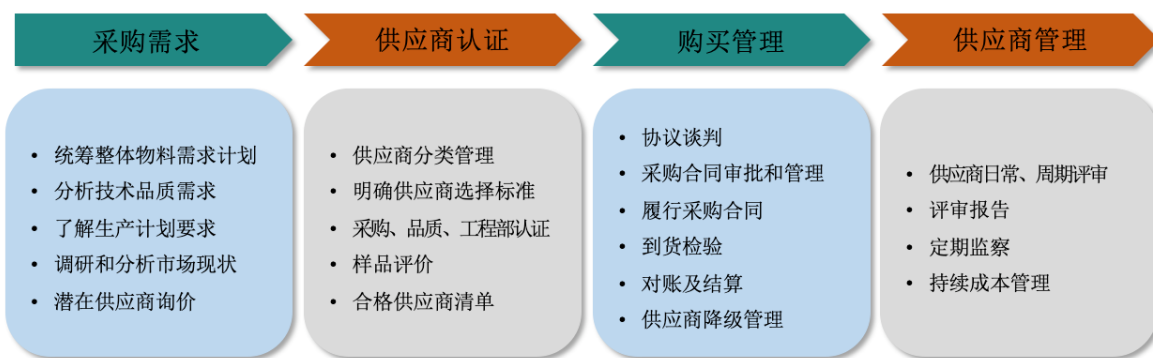 采购需求
供应商认证
购买管理
供应商管理
• 统筹整体物料需求计划
• 分析技术品质需求
• 了解生产计划要求
• 调研和分析市场现状
• 潜在供应商询价
• 供应商分类管理
• 明确供应商选择标准
• 采购、品质、工程部认证
• 样品评价
• 合格供应商清单
• 协议谈判
• 采购合同审批和管理
• 履行采购合同
• 到货检验
• 对账及结算
• 供应商降级管理
• 供应商日常、周期评审
• 评审报告
• 定期监察
• 持续成本管理